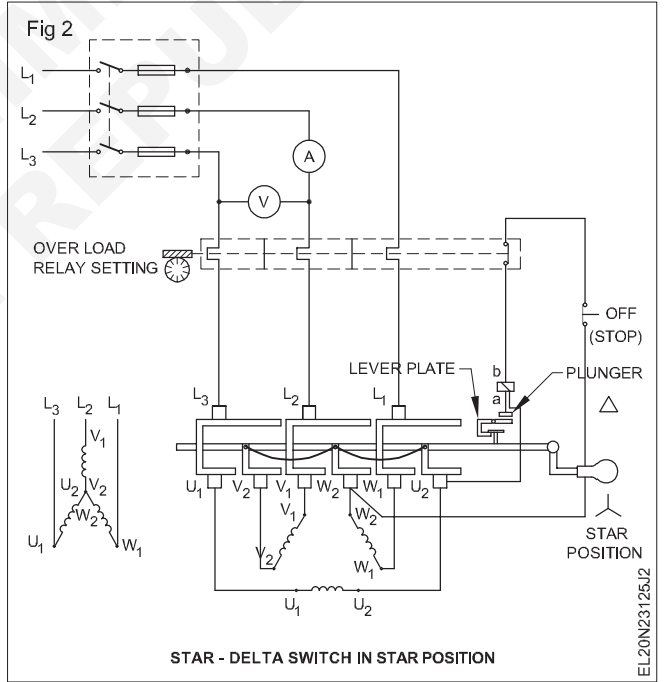 Fig 2
L1
L2
L3
A
V
OVER LOAD
RELAY SETTING
OFF
(STOP)
LEVER PLATE
b
a
PLUNGER
△
L3 L2 L1
L3 L2 L1
V1
U2 V2
W2
U1
W1
U1 V2 V1 W2 W1 U2
V1 W2
V2 W1
U1 U2
STAR
POSITION
STAR - DELTA SWITCH IN STAR POSITION
EL20N23125J2